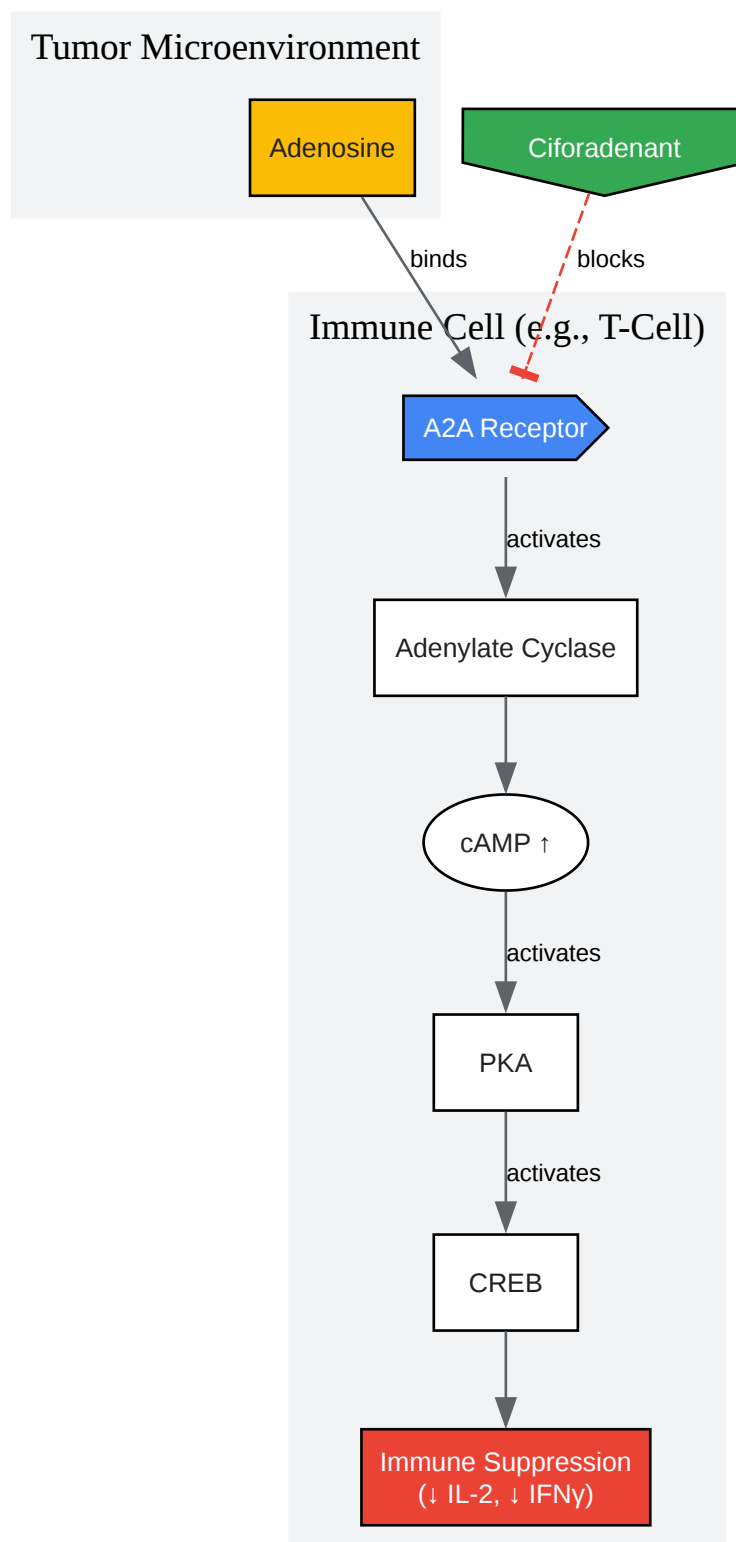 Tumor Microenvironment
Adenosine
Ciforadenant
binds
blocks
Immune Cell (e.g., T-Cell)
A2A Receptor
activates
Adenylate Cyclase
cAMP ↑
activates
PKA
activates
CREB
Immune Suppression
(↓ IL-2, ↓ IFNγ)